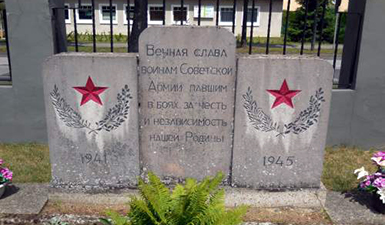 Вечная слава
воинам Советской
Армии павшим
в боях за честь
и независимость
нашей Родины
1941
1945